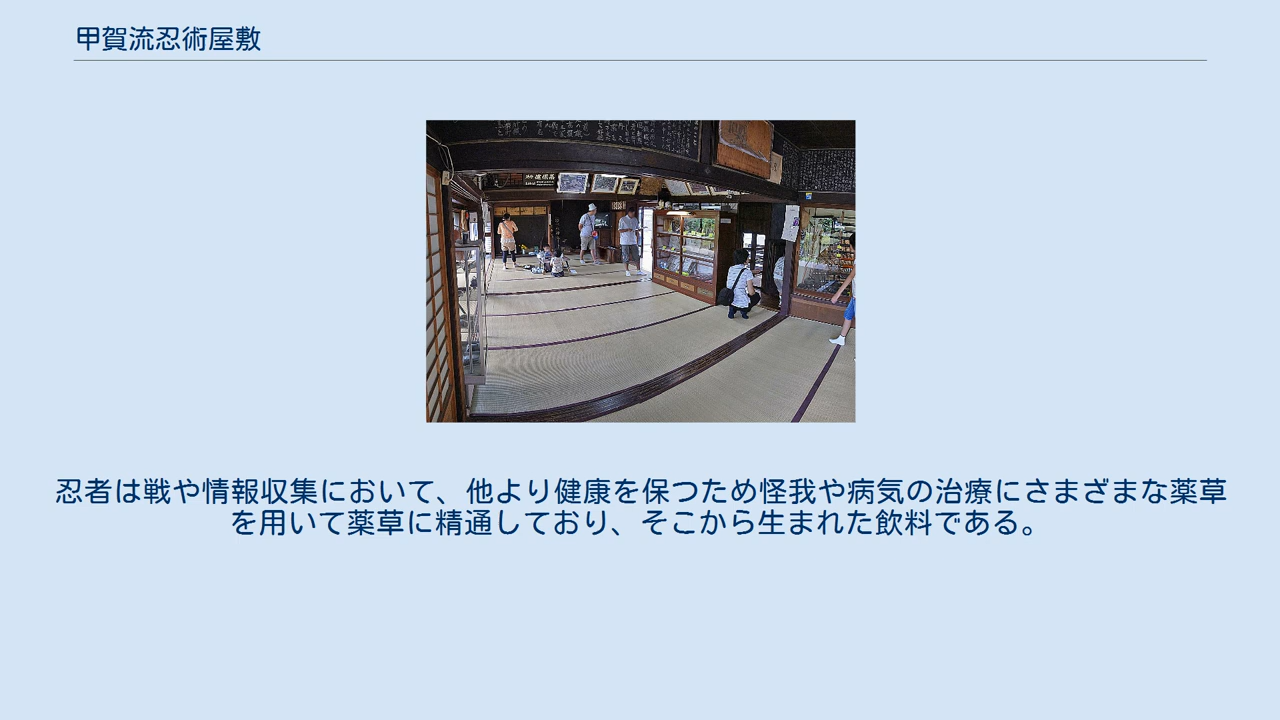 甲賀流忍術屋敷
忍者は戦や情報収集において、他より健康を保つため怪我や病気の治療にさまざまな薬草
を用いて薬草に精通しており、そこから生まれた飲料である。